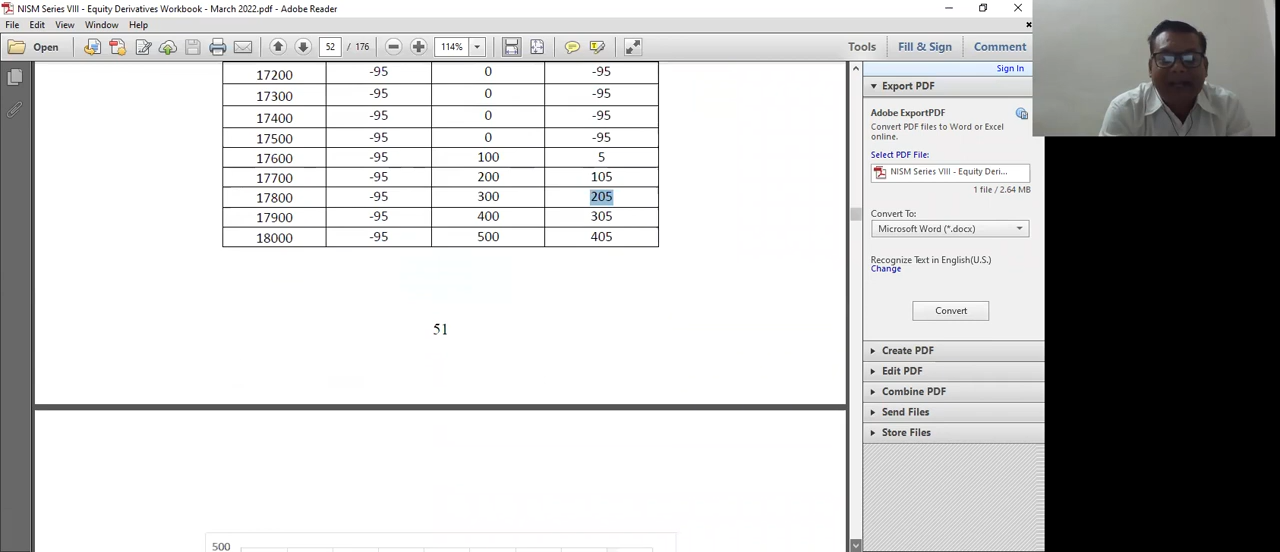 NISM Series VIII - Equity Derivatives Workbook - March 2022.pdf - Adobe Reader
File Edit View Window Help
Open 52 / 176 114% Tools Fill & Sign Comment
Sign In
Export PDF
Adobe ExportPDF
Convert PDF files to Word or Excel online.
Select PDF File:
NISM Series VIII - Equity Deri...
1 file / 2.64 MB
Convert To:
Microsoft Word (*.docx)
Recognize Text in English(U.S.)
Change
Convert
Create PDF
Edit PDF
Combine PDF
Send Files
Store Files
17200 -95 0 -95
17300 -95 0 -95
17400 -95 0 -95
17500 -95 0 -95
17600 -95 100 5
17700 -95 200 105
17800 -95 300 205
17900 -95 400 305
18000 -95 500 405
51
500